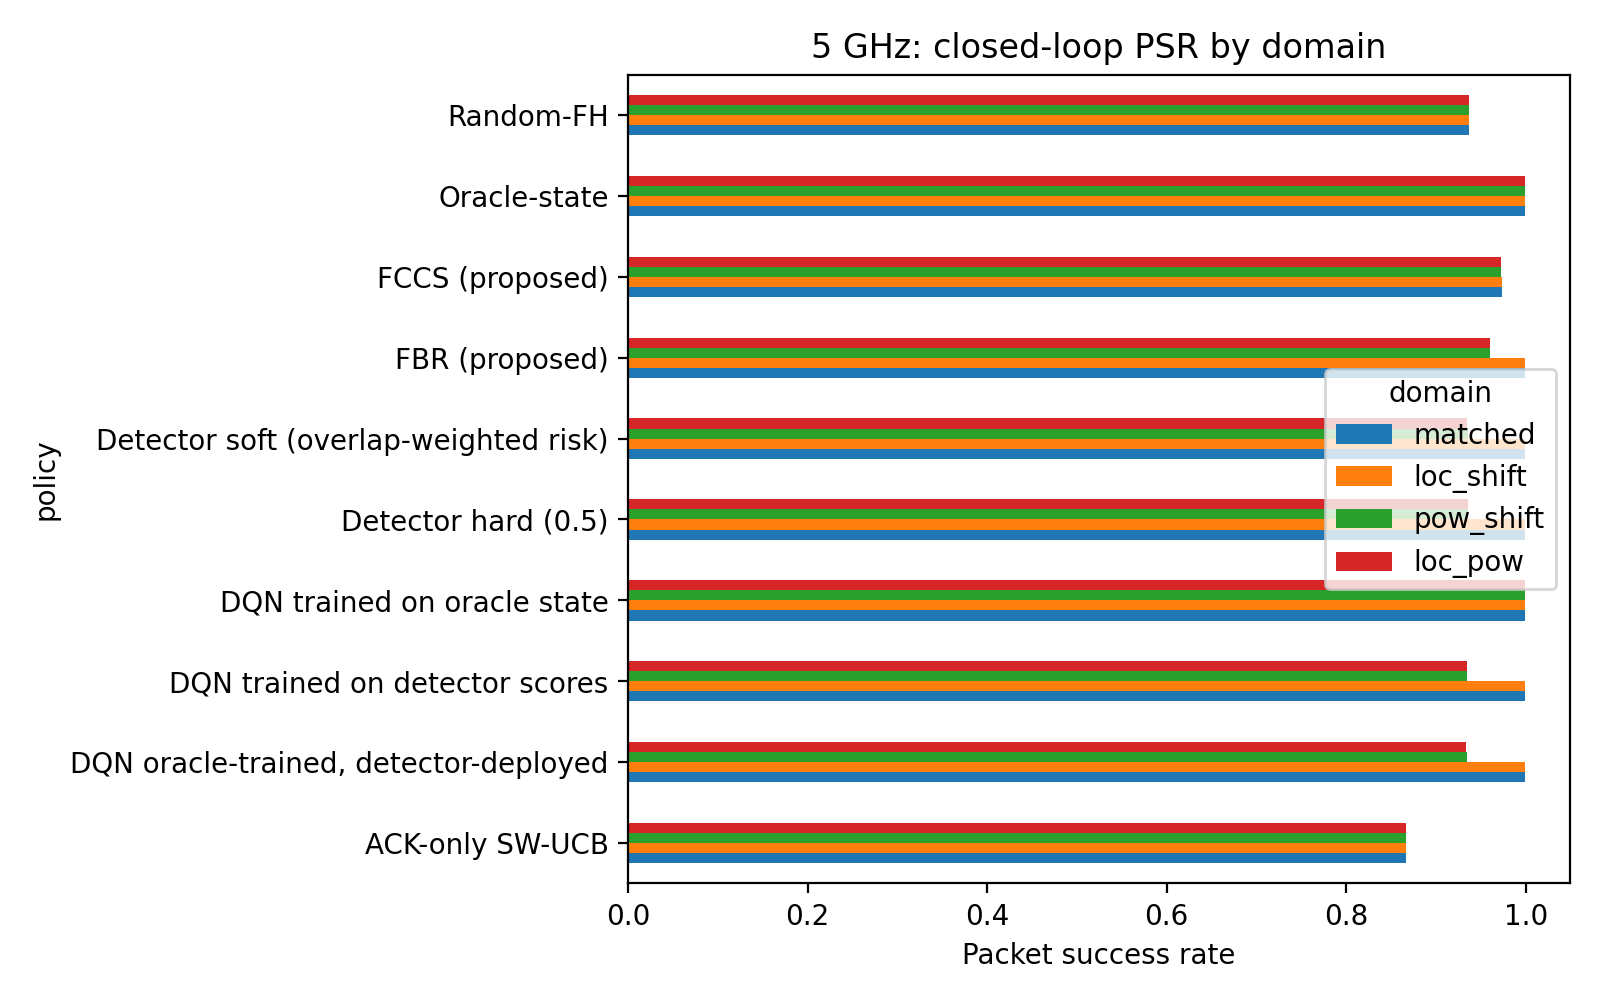 5 GHz: closed-loop PSR by domain
policy
Random-FH
Oracle-state
FCCS (proposed)
FBR (proposed)
Detector soft (overlap-weighted risk)
Detector hard (0.5)
DQN trained on oracle state
DQN trained on detector scores
DQN oracle-trained, detector-deployed
ACK-only SW-UCB
domain
matched
loc_shift
pow_shift
loc_pow
0.0 0.2 0.4 0.6 0.8 1.0
Packet success rate